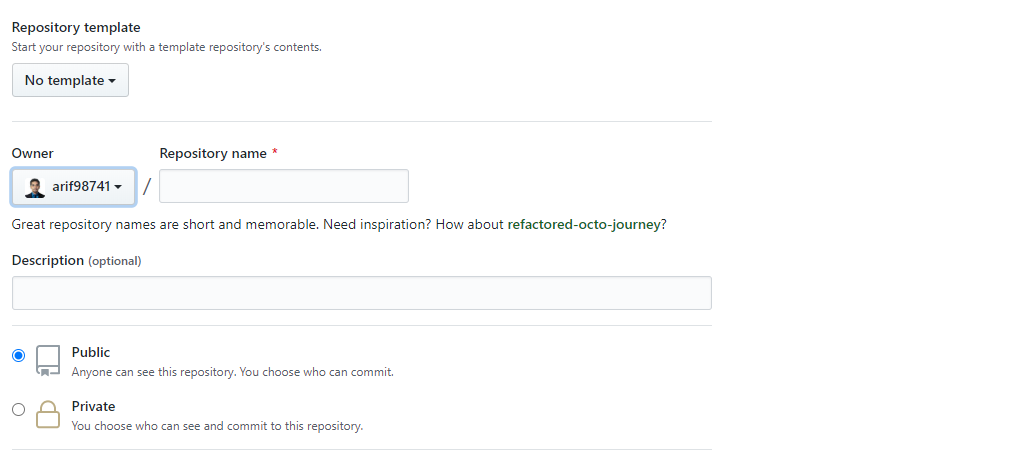 Repository template
Start your repository with a template repository's contents.
No template
Owner
Repository name *
arif98741 /
Great repository names are short and memorable. Need inspiration? How about refactored-octo-journey?
Description (optional)
Public
Anyone can see this repository. You choose who can commit.
Private
You choose who can see and commit to this repository.